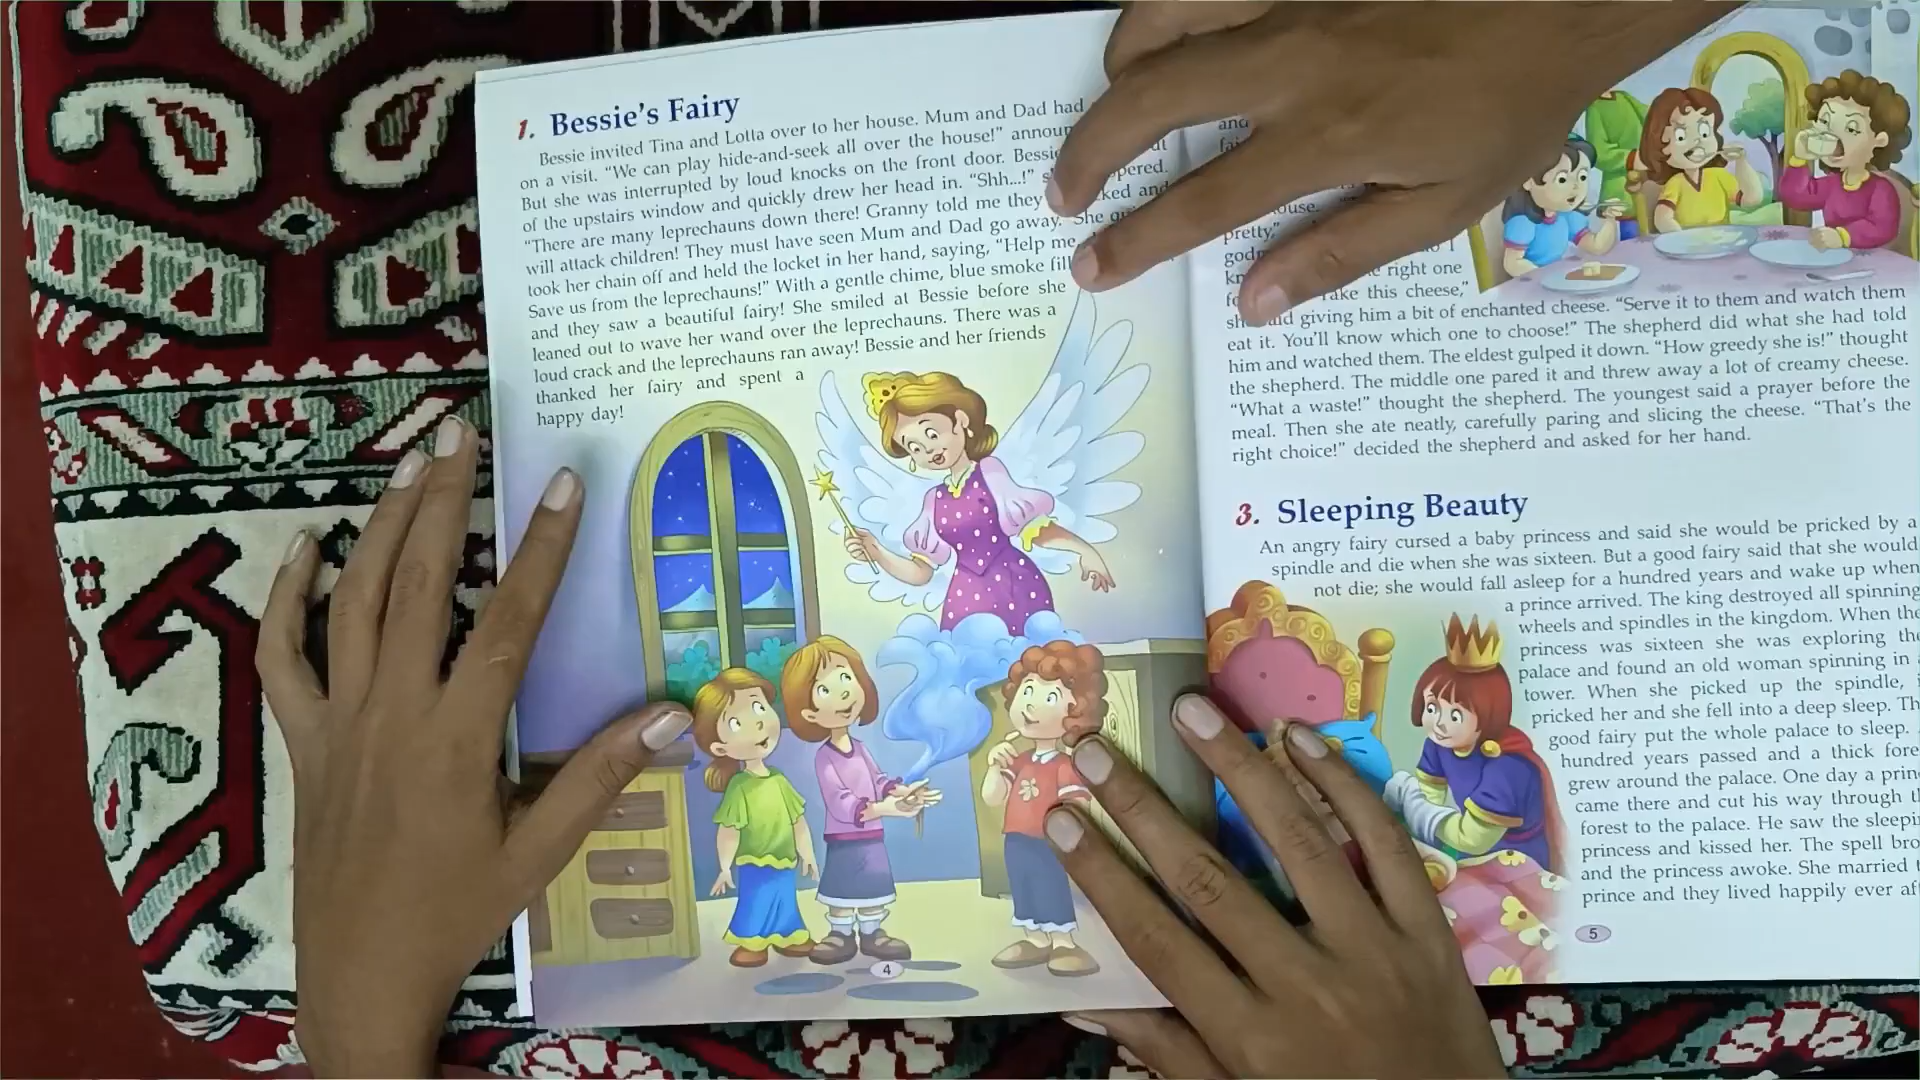 1. Bessie's Fairy
Bessie invited Tina and Lotta over to her house. Mum and Dad had
on a visit. "We can play hide-and-seek all over the house!"
But she was interrupted by loud knocks on the front door.
of the upstairs window and quickly drew her head in. "Shh...!"
"There are many leprechauns down there! Granny told me they
will attack children! They must have seen Mum and Dad go away." She
took her chain off and held the locket in her hand, saying, "Help me
Save us from the leprechauns!" With a gentle chime, blue smoke
and they saw a beautiful fairy! She smiled at Bessie before she
leaned out to wave her wand over the leprechauns. There was a
loud crack and the leprechauns ran away! Bessie and her friends
thanked her fairy and spent a
happy day!
4
and
pretty,"
right one
this cheese,"
giving him a bit of enchanted cheese. "Serve it to them and watch them
eat it. You'll know which one to choose!" The shepherd did what she had told
him and watched them. The eldest gulped it down. "How greedy she is!" thought
the shepherd. The middle one pared it and threw away a lot of creamy cheese.
"What a waste!" thought the shepherd. The youngest said a prayer before the
meal. Then she ate neatly, carefully paring and slicing the cheese. "That's the
right choice!" decided the shepherd and asked for her hand.
3. Sleeping Beauty
An angry fairy cursed a baby princess and said she would be pricked by a
spindle and die when she was sixteen. But a good fairy said that she would
not die; she would fall asleep for a hundred years and wake up when
a prince arrived. The king destroyed all spinning
wheels and spindles in the kingdom. When the
princess was sixteen she was exploring the
palace and found an old woman spinning in
tower. When she picked up the spindle,
pricked her and she fell into a deep sleep.
good fairy put the whole palace to sleep.
hundred years passed and a thick
grew around the palace. One day a
came there and cut his way through
forest to the palace. He saw the
princess and kissed her. The spell
and the princess awoke. She married
prince and they lived happily ever
5